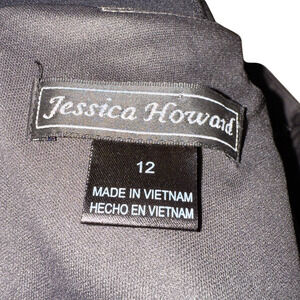 Jessica Howard
12
MADE IN VIETNAM
HECHO EN VIETNAM